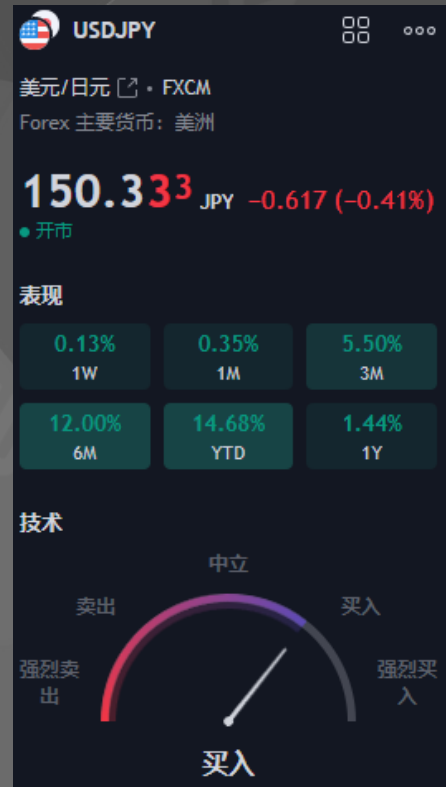 USDJPY
美元/日元 • FXCM
Forex 主要货币：美洲
150.333 JPY −0.617 (−0.41%)
开市
表现
0.13% 0.35% 5.50%
1W 1M 3M
12.00% 14.68% 1.44%
6M YTD 1Y
技术
中立
卖出 买入
强烈卖 强烈买
出 入
买入